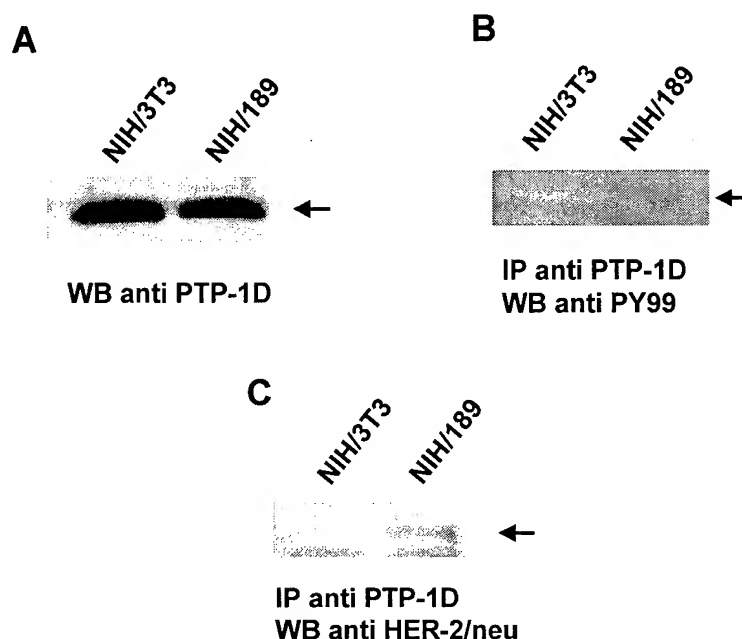 A
NIH/3T3
NIH/189
WB anti PTP-1D
B
NIH/3T3
NIH/189
IP anti PTP-1D
WB anti PY99
C
NIH/3T3
NIH/189
IP anti PTP-1D
WB anti HER-2/neu